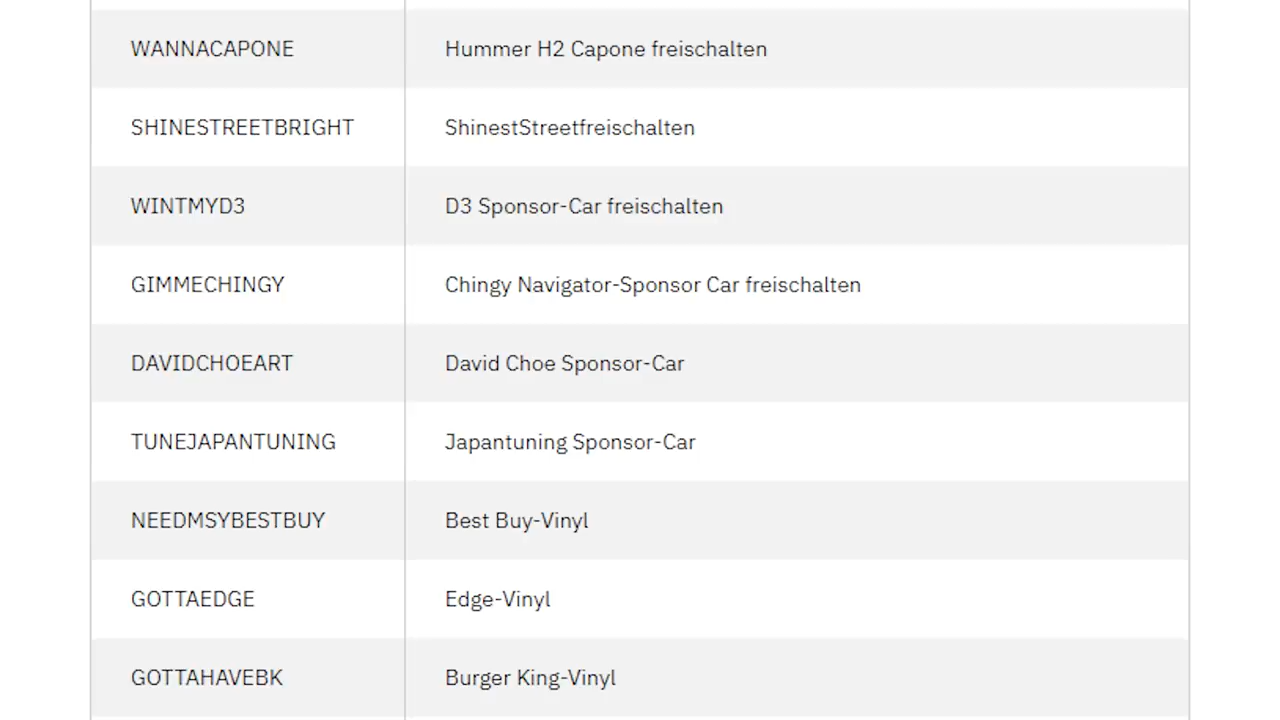 WANNACAPONE Hummer H2 Capone freischalten
SHINESTREETBRIGHT ShinestStreetfreischalten
WINTMYD3 D3 Sponsor-Car freischalten
GIMMECHINGY Chingy Navigator-Sponsor Car freischalten
DAVIDCHOEART David Choe Sponsor-Car
TUNEJAPANTUNING Japantuning Sponsor-Car
NEEDMSYBESTBUY Best Buy-Vinyl
GOTTAEDGE Edge-Vinyl
GOTTAHAVEBK Burger King-Vinyl